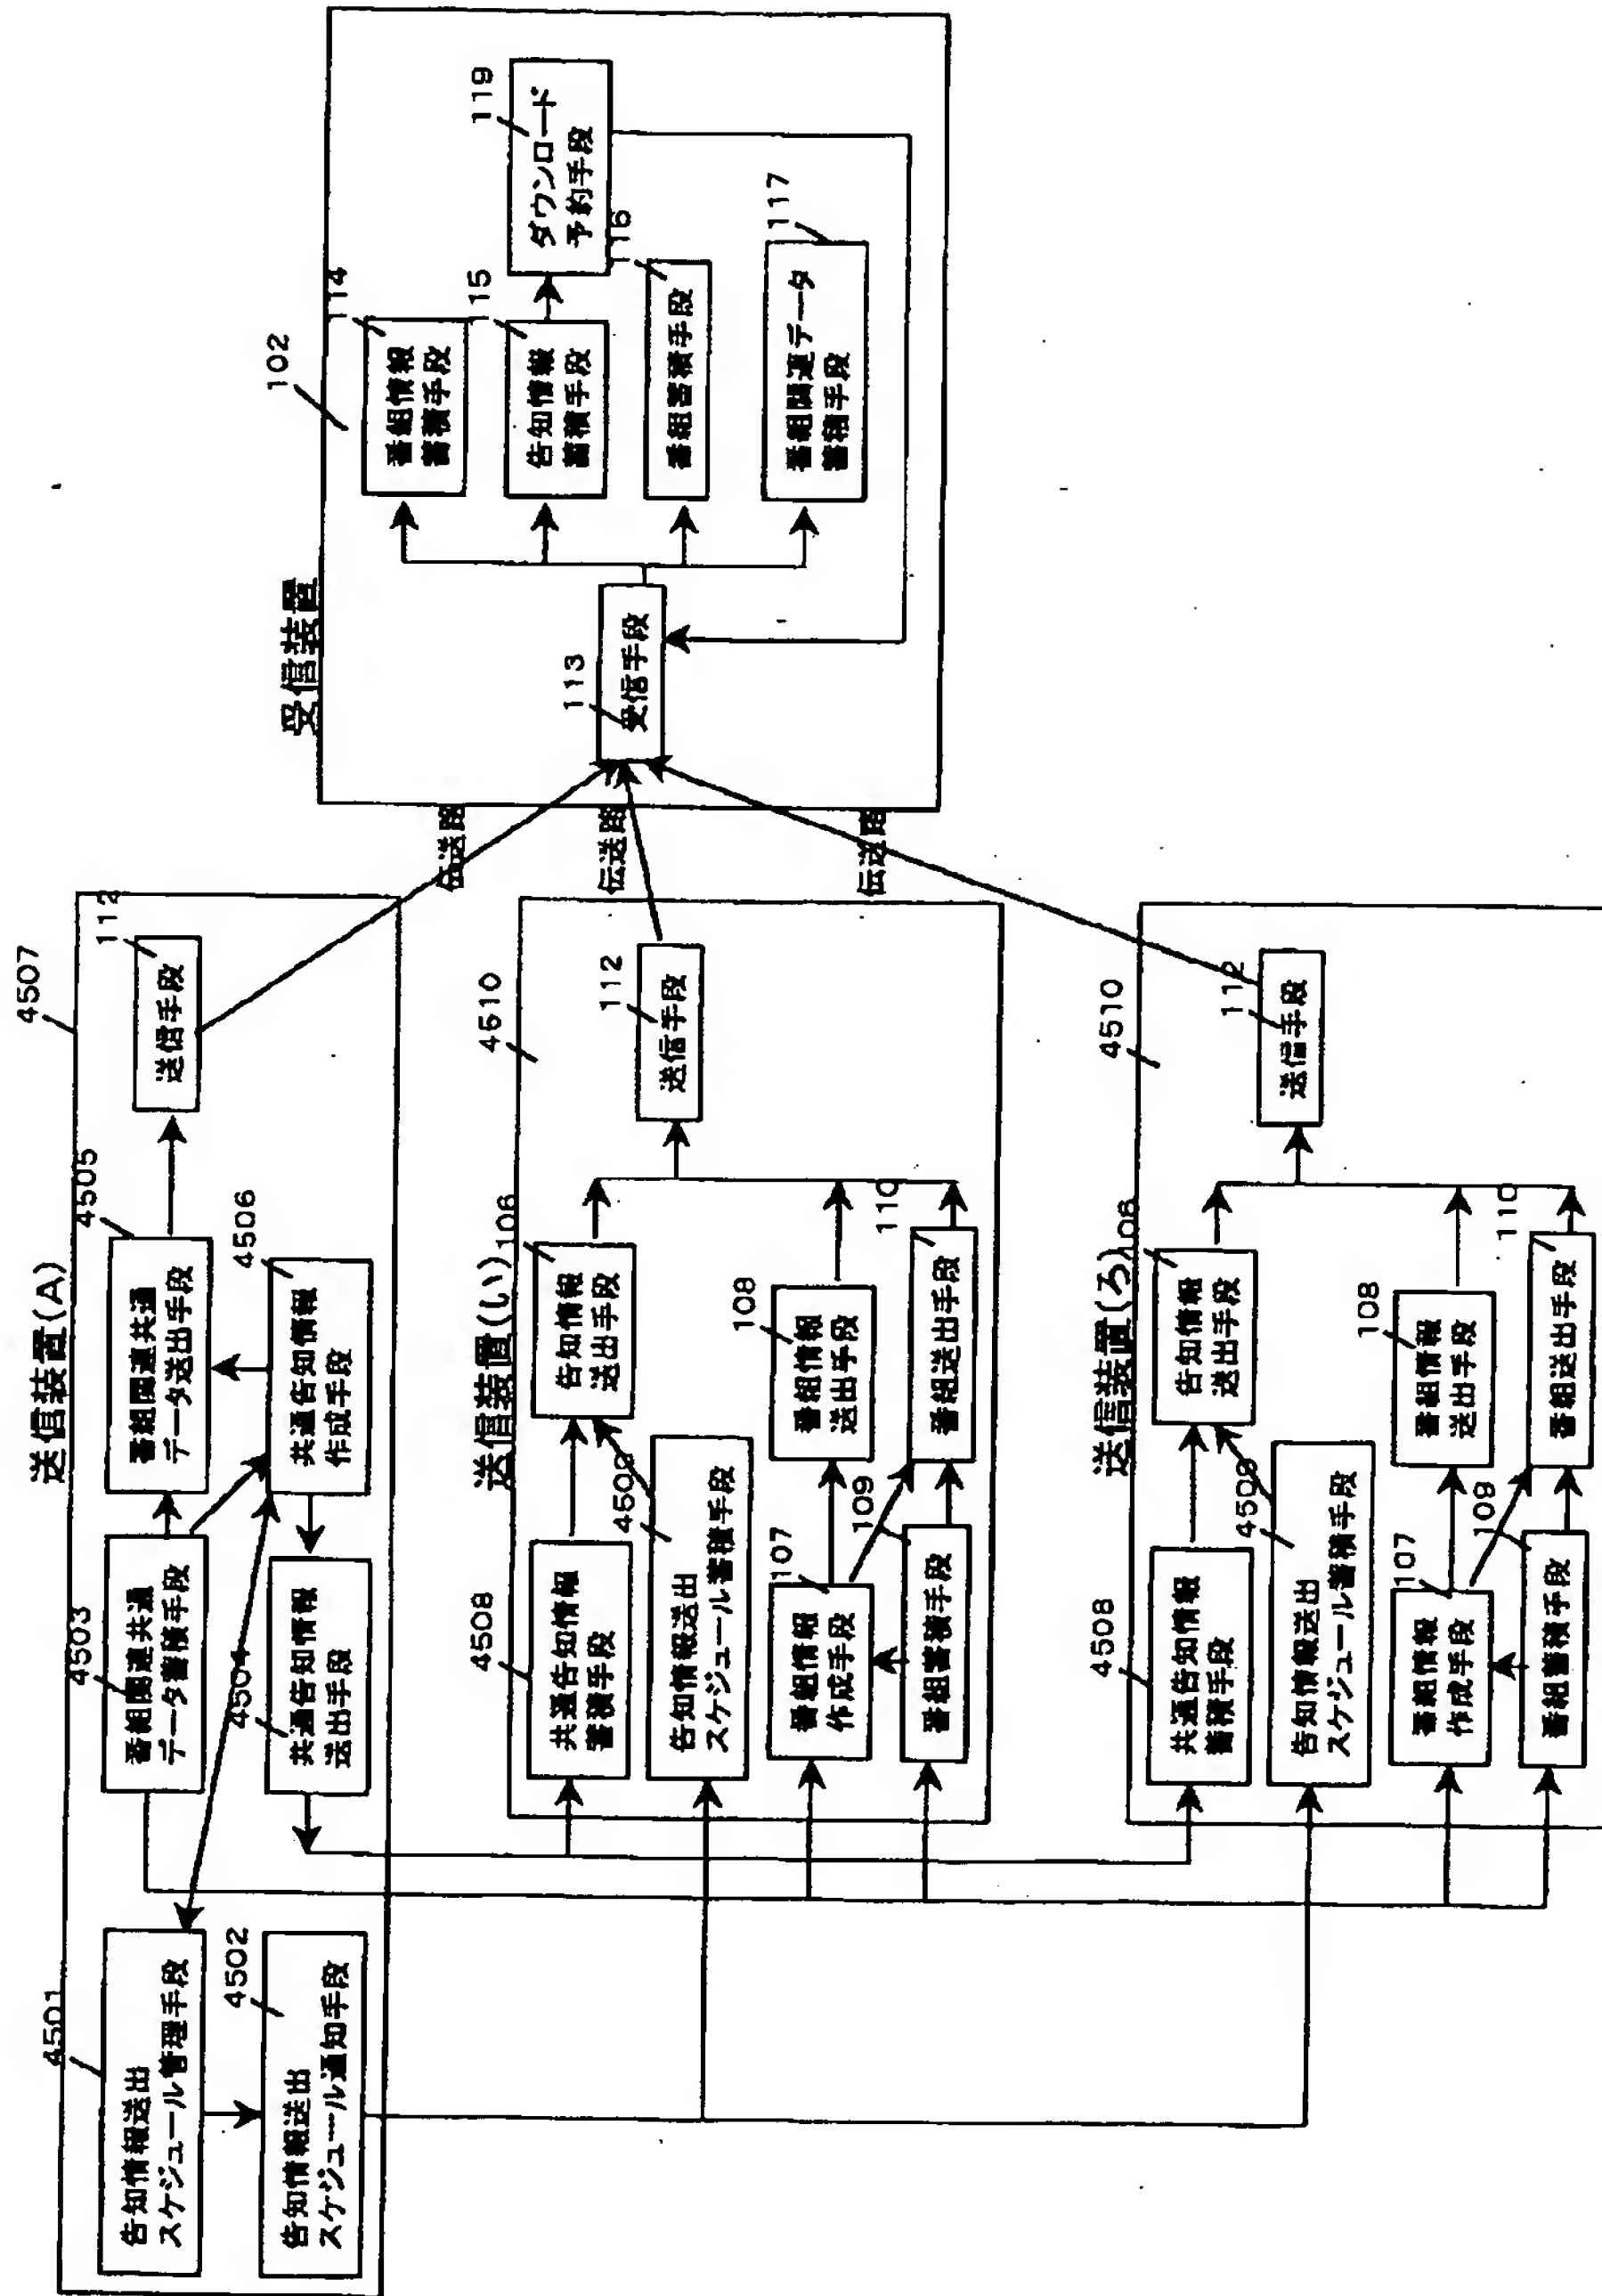 送信装置(A)
4507
4501
告知情報送出
スケジュール管理手段
4502
告知情報送出
スケジュール通知手段
4503
番組関連共通
データ蓄積手段
4504
共通告知情報
送出手段
4505
番組関連共通
データ送出手段
4506
共通告知情報
作成手段
112
送信手段
送信装置(い)
4510
4508
共通告知情報
蓄積手段
4509
告知情報送出
スケジュール蓄積手段
106
告知情報
送出手段
107
番組情報
作成手段
108
番組情報
送出手段
109
番組蓄積手段
110
番組送出手段
112
送信手段
送信装置(ろ)
4510
4508
共通告知情報
蓄積手段
4509
告知情報送出
スケジュール蓄積手段
106
告知情報
送出手段
107
番組情報
作成手段
108
番組情報
送出手段
109
番組蓄積手段
110
番組送出手段
112
送信手段
伝送路
伝送路
伝送路
受信装置
102
113
受信手段
114
番組情報
蓄積手段
115
告知情報
蓄積手段
116
番組蓄積手段
117
番組関連データ
蓄積手段
119
ダウンロード
予約手段